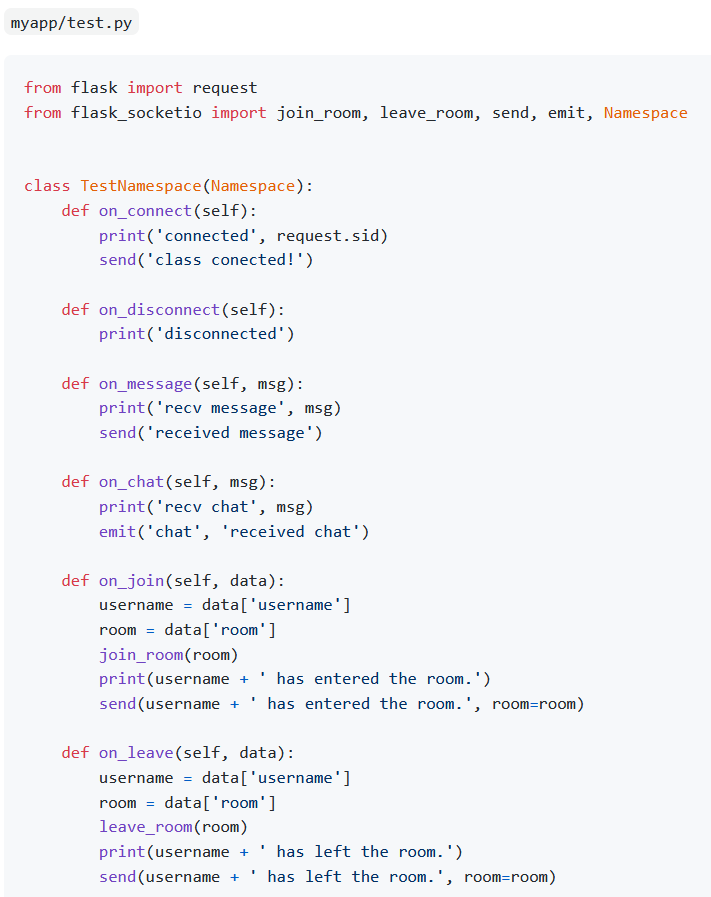 myapp/test.py
from flask import request
from flask_socketio import join_room, leave_room, send, emit, Namespace
class TestNamespace(Namespace):
    def on_connect(self):
        print('connected', request.sid)
        send('class conected!')
    def on_disconnect(self):
        print('disconnected')
    def on_message(self, msg):
        print('recv message', msg)
        send('received message')
    def on_chat(self, msg):
        print('recv chat', msg)
        emit('chat', 'received chat')
    def on_join(self, data):
        username = data['username']
        room = data['room']
        join_room(room)
        print(username + ' has entered the room.')
        send(username + ' has entered the room.', room=room)
    def on_leave(self, data):
        username = data['username']
        room = data['room']
        leave_room(room)
        print(username + ' has left the room.')
        send(username + ' has left the room.', room=room)